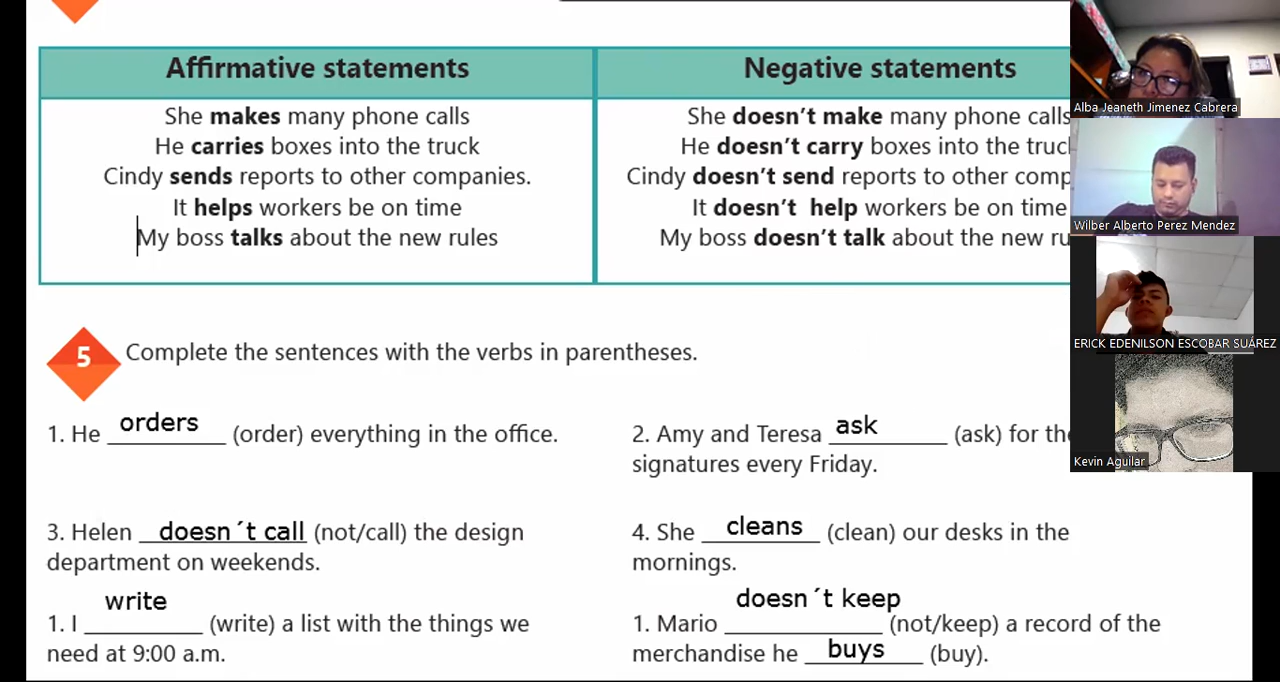 Affirmative statements
She makes many phone calls
He carries boxes into the truck
Cindy sends reports to other companies.
It helps workers be on time
My boss talks about the new rules
Negative statements
She doesn't make many phone calls
He doesn't carry boxes into the
Cindy doesn't send reports to other
It doesn't help workers be on time
My boss doesn't talk about the new
Alba Jeaneth Jimenez Cabrera
Wilber Alberto Perez Mendez
ERICK EDENILSON ESCOBAR SUÁREZ
Kevin Aguilar
5 Complete the sentences with the verbs in parentheses.
1. He orders (order) everything in the office.
2. Amy and Teresa ask (ask) for
signatures every Friday.
3. Helen doesn´t call (not/call) the design
department on weekends.
4. She cleans (clean) our desks in the
mornings.
1. I write (write) a list with the things we
need at 9:00 a.m.
1. Mario doesn´t keep (not/keep) a record of the
merchandise he buys (buy).